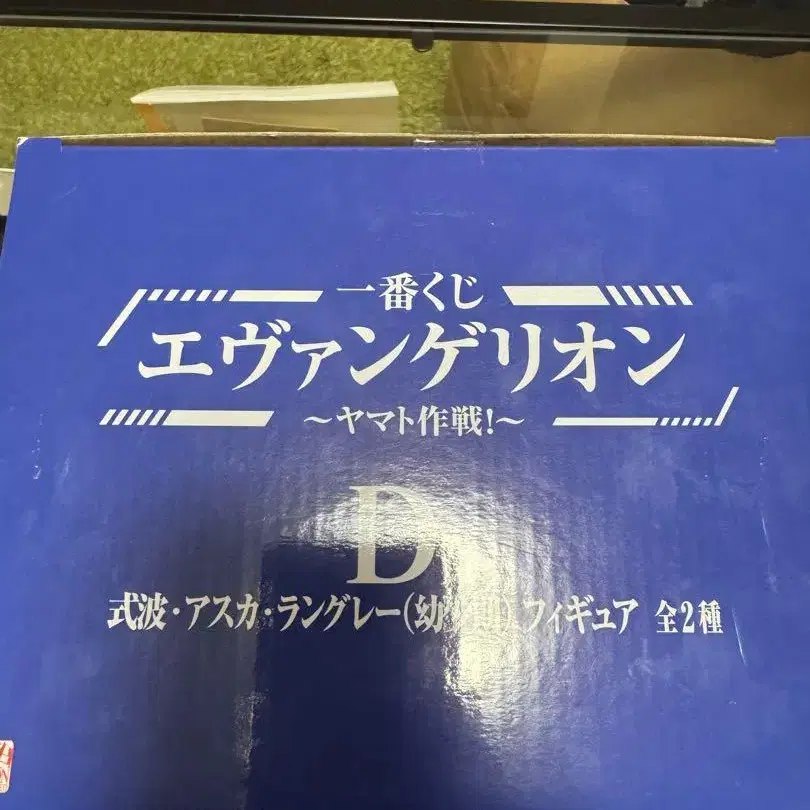 一番くじ
エヴァンゲリオン
～ヤマト作戦!～
D
式波・アスカ・ラングレー(幼 フィギュア 全2種